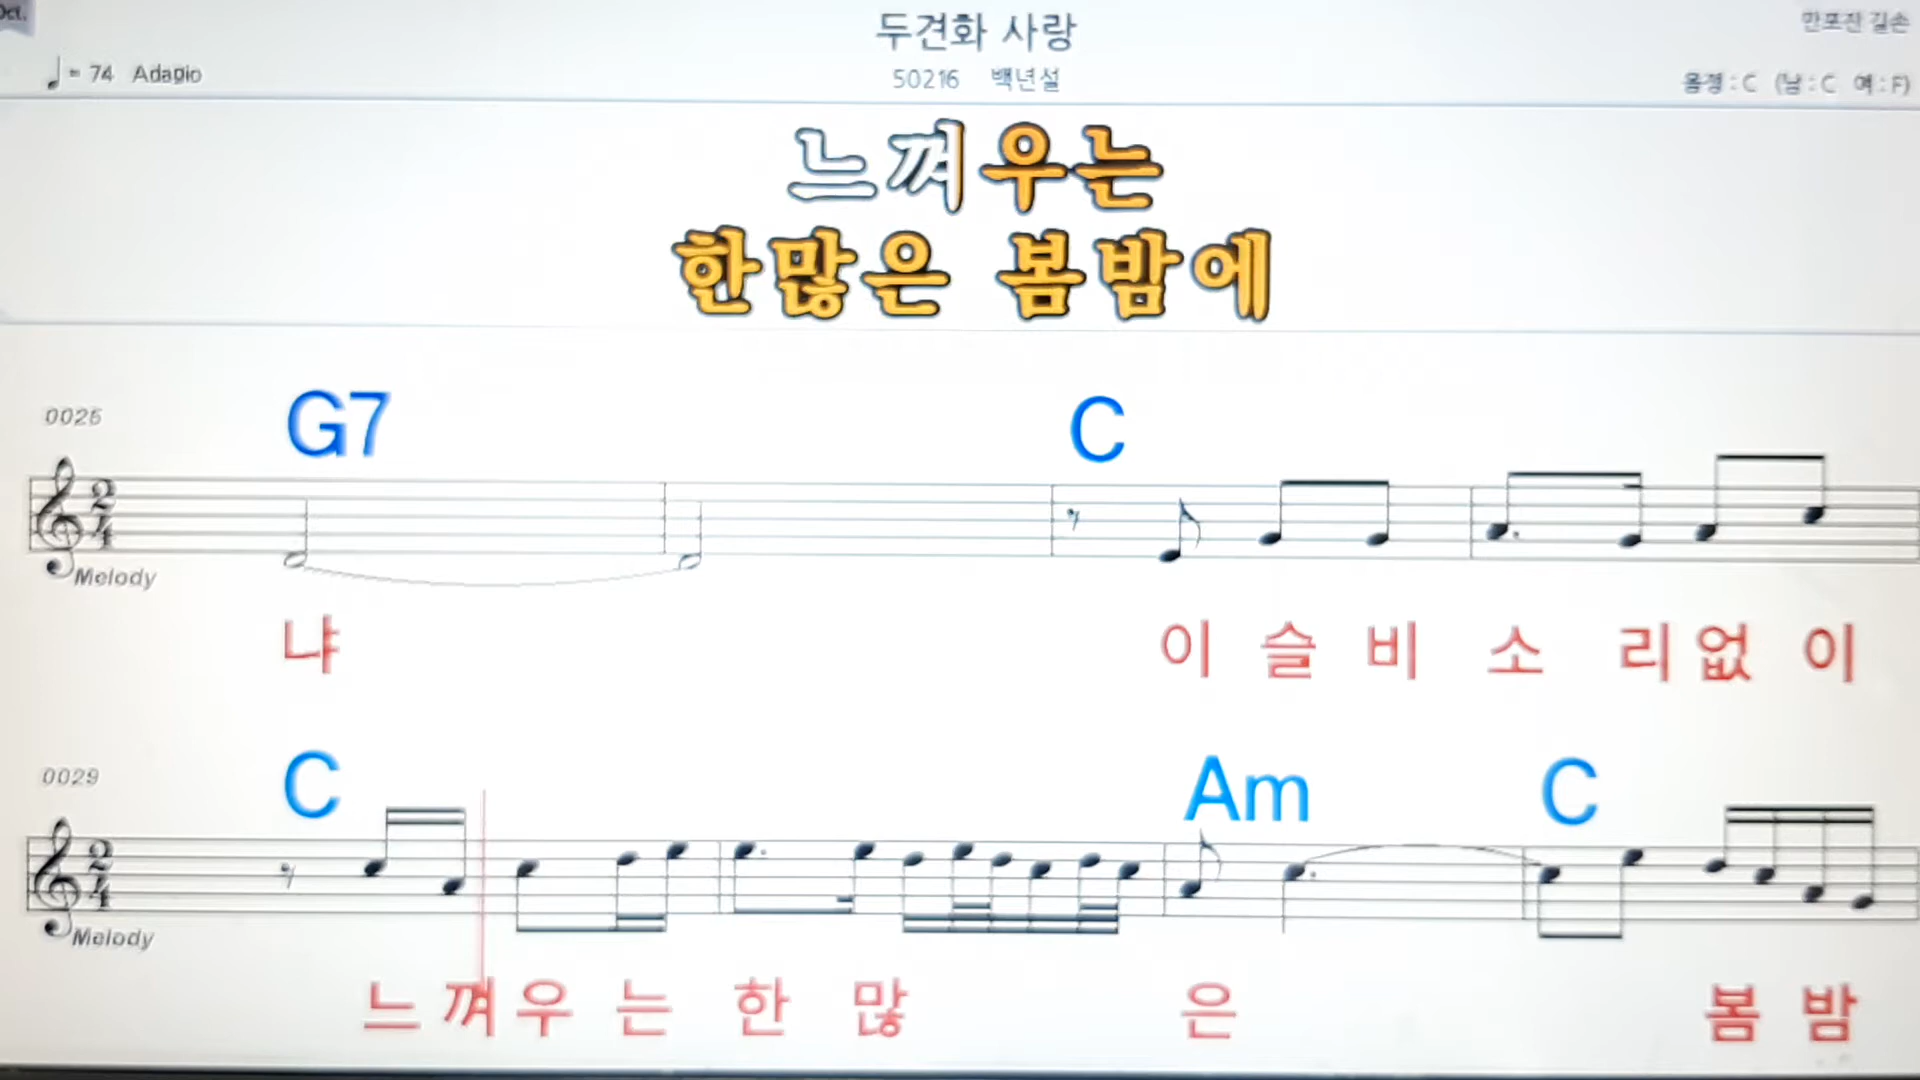 Oct.
두견화 사랑
만포진 길손
= 74 Adagio
50216 백년설
음정 : C (남 : C 여 : F)
느껴우는
한많은 봄밤에
0025
G7 C
Melody
냐 이 슬 비 소 리 없 이
0029
C Am C
Melody
느 껴 우 는 한 많 은 봄 밤